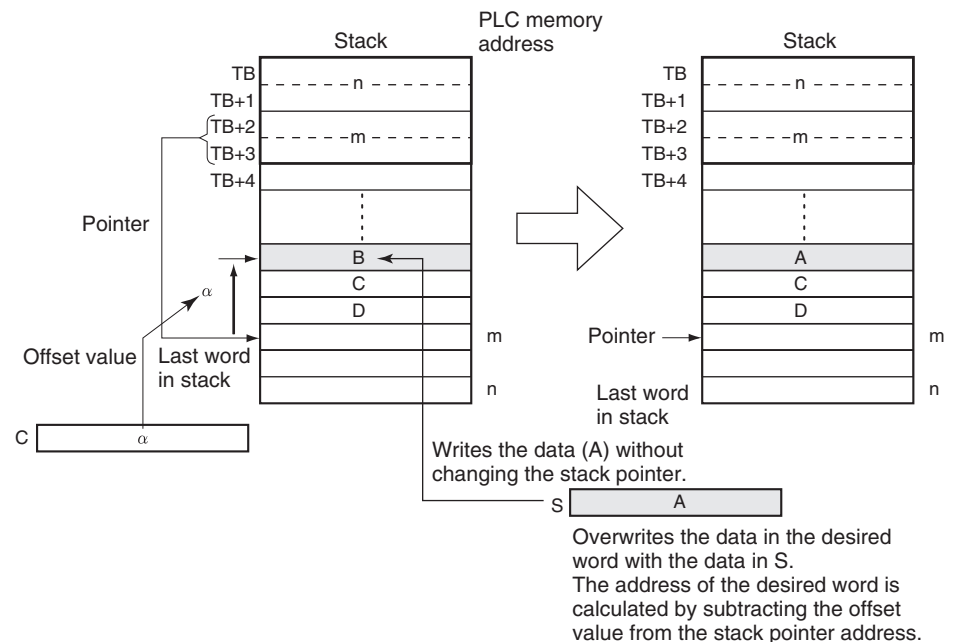 PLC memory
address
Stack
TB
n
TB+1
TB+2
m
TB+3
TB+4
Pointer
B
C
α
D
m
Offset value
Last word
in stack
n
C
α
Stack
TB
n
TB+1
TB+2
m
TB+3
TB+4
A
C
D
Pointer
m
Last word
in stack
n
Writes the data (A) without
changing the stack pointer.
S
A
Overwrites the data in the desired
word with the data in S.
The address of the desired word is
calculated by subtracting the offset
value from the stack pointer address.